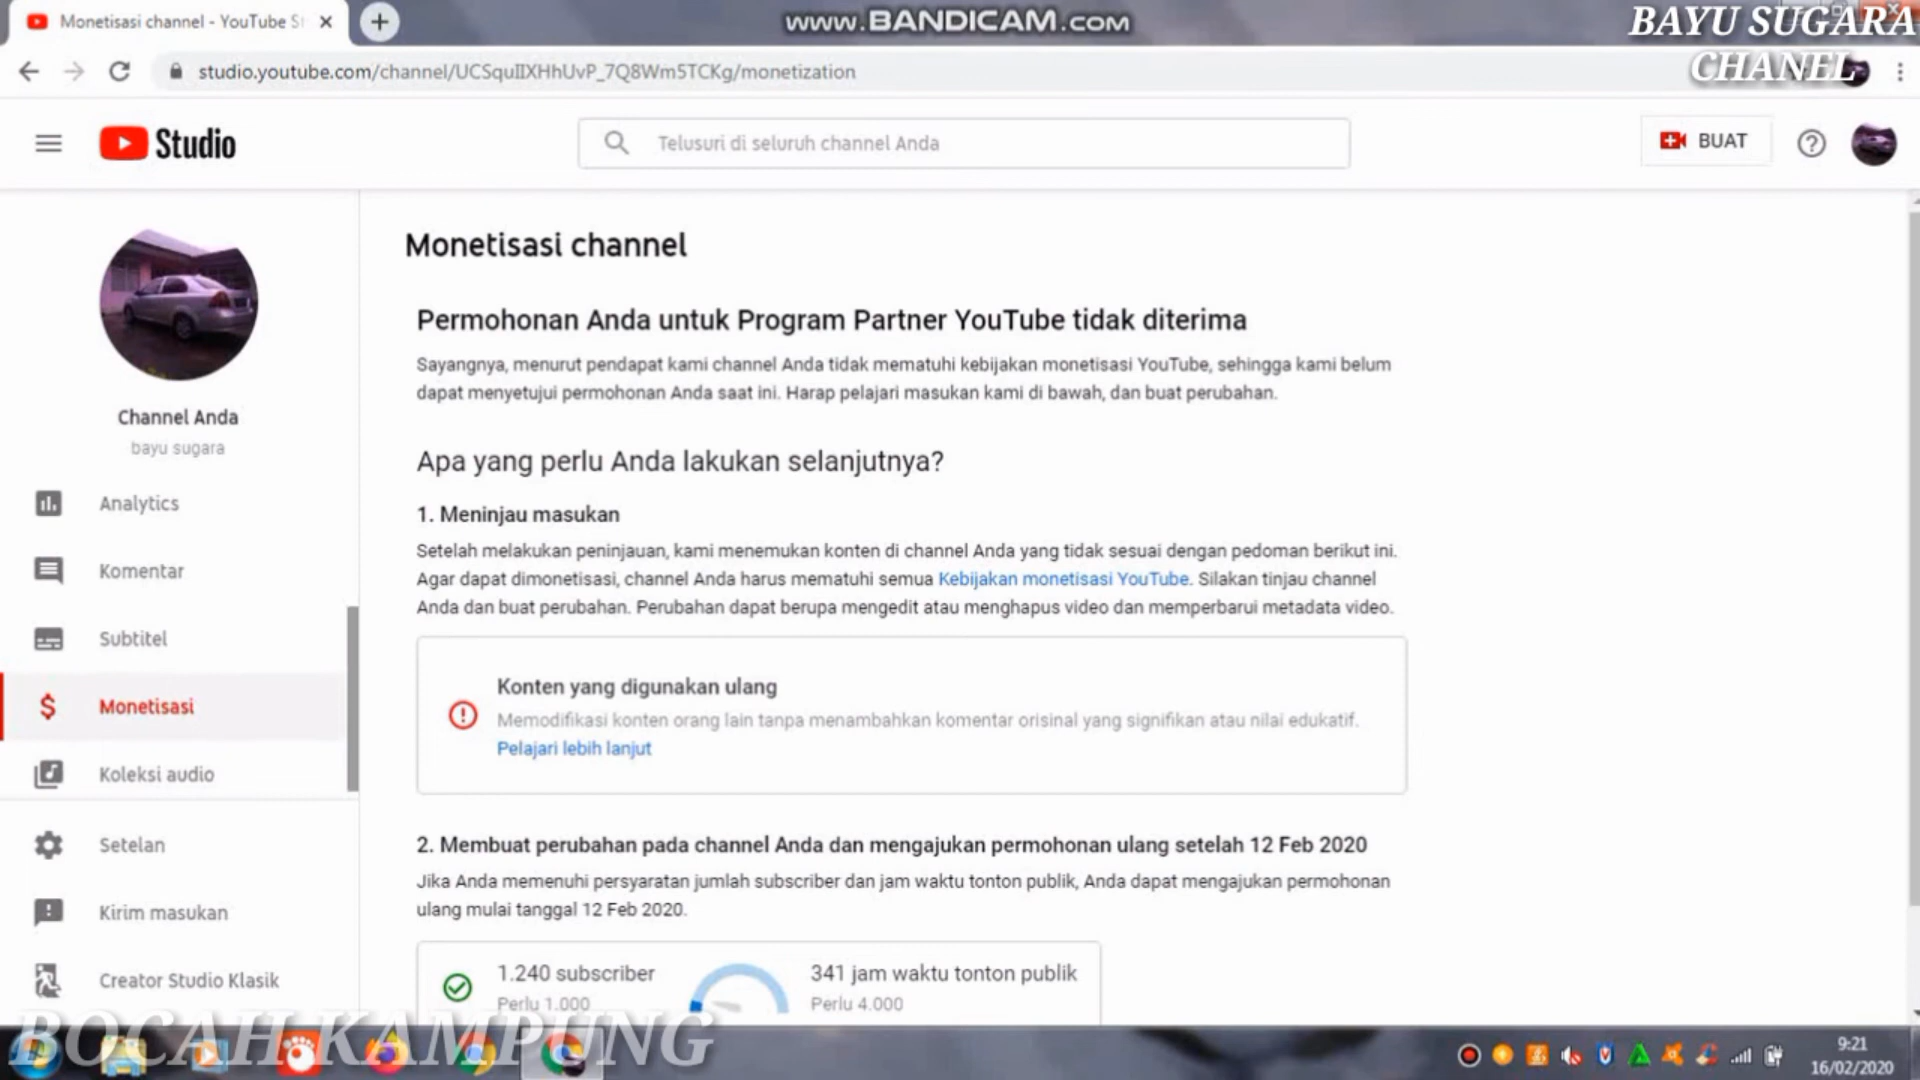 Monetisasi channel - YouTube St
www.BANDICAM.com
BAYU SUGARA
CHANEL
studio.youtube.com/channel/UCSquIIXHhUvP_7Q8Wm5TCKg/monetization
Studio
Telusuri di seluruh channel Anda
BUAT
Channel Anda
bayu sugara
Analytics
Komentar
Subtitel
Monetisasi
Koleksi audio
Setelan
Kirim masukan
Creator Studio Klasik
Monetisasi channel
Permohonan Anda untuk Program Partner YouTube tidak diterima
Sayangnya, menurut pendapat kami channel Anda tidak mematuhi kebijakan monetisasi YouTube, sehingga kami belum
dapat menyetujui permohonan Anda saat ini. Harap pelajari masukan kami di bawah, dan buat perubahan.
Apa yang perlu Anda lakukan selanjutnya?
1. Meninjau masukan
Setelah melakukan peninjauan, kami menemukan konten di channel Anda yang tidak sesuai dengan pedoman berikut ini.
Agar dapat dimonetisasi, channel Anda harus mematuhi semua Kebijakan monetisasi YouTube. Silakan tinjau channel
Anda dan buat perubahan. Perubahan dapat berupa mengedit atau menghapus video dan memperbarui metadata video.
Konten yang digunakan ulang
Memodifikasi konten orang lain tanpa menambahkan komentar orisinal yang signifikan atau nilai edukatif.
Pelajari lebih lanjut
2. Membuat perubahan pada channel Anda dan mengajukan permohonan ulang setelah 12 Feb 2020
Jika Anda memenuhi persyaratan jumlah subscriber dan jam waktu tonton publik, Anda dapat mengajukan permohonan
ulang mulai tanggal 12 Feb 2020.
1.240 subscriber
Perlu 1.000
341 jam waktu tonton publik
Perlu 4.000
BOCAH KAMPUNG
9:21
16/02/2020